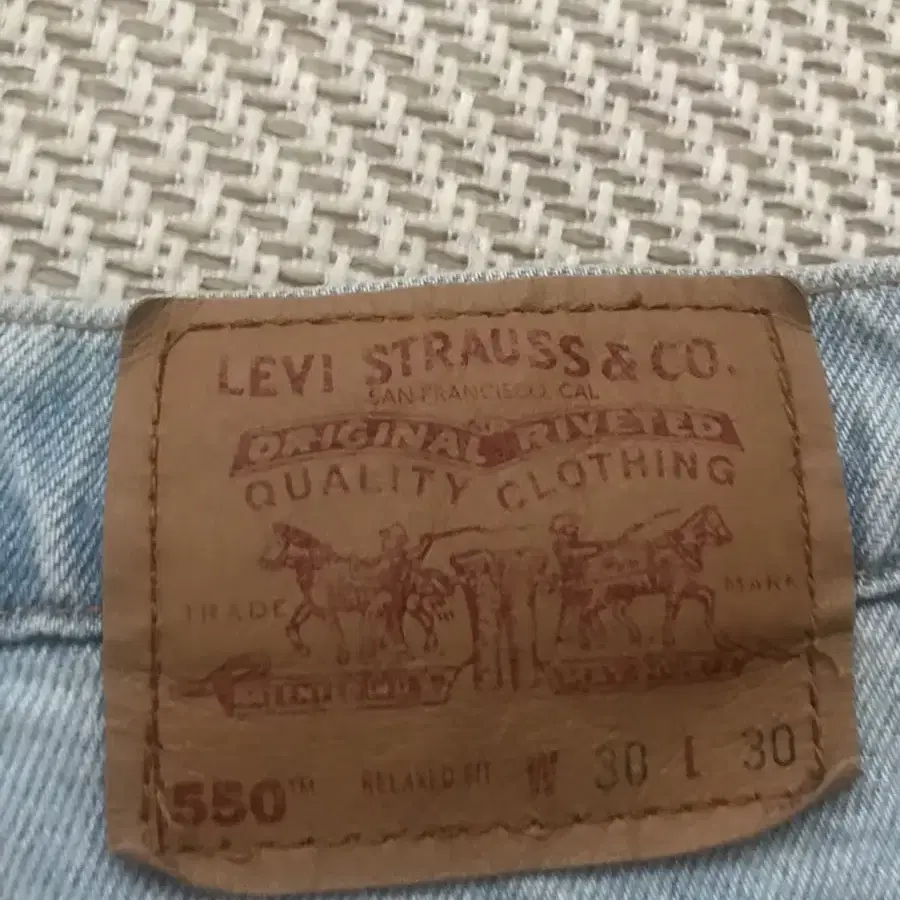 LEVI STRAUSS & CO.
SAN FRANCISCO, CAL
ORIGINAL RIVETED
QUALITY CLOTHING
TRADE MARK
550™ RELAXED FIT W 30 L 30